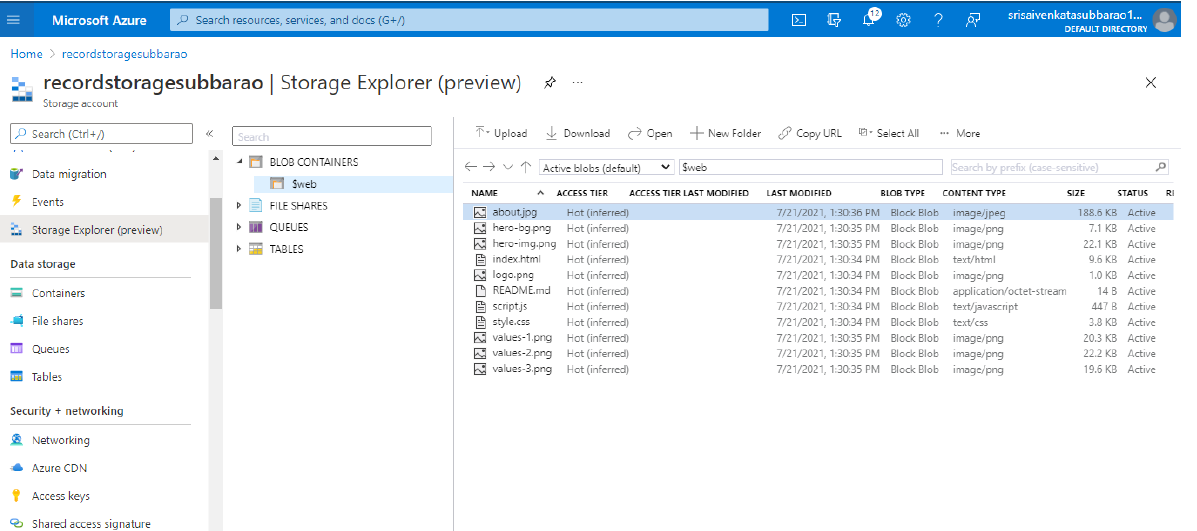 Microsoft Azure
Search resources, services, and docs (G+/)
12
srisaivenkatasubbarao1...
DEFAULT DIRECTORY
Home > recordstoragesubbarao
recordstoragesubbarao | Storage Explorer (preview)
Storage account
Search (Ctrl+/)
Data migration
Events
Storage Explorer (preview)
Data storage
Containers
File shares
Queues
Tables
Security + networking
Networking
Azure CDN
Access keys
Shared access signature
Search
BLOB CONTAINERS
$web
FILE SHARES
QUEUES
TABLES
Upload Download Open New Folder Copy URL Select All More
Active blobs (default) $web Search by prefix (case-sensitive)
NAME ACCESS TIER ACCESS TIER LAST MODIFIED LAST MODIFIED BLOB TYPE CONTENT TYPE SIZE STATUS
about.jpg Hot (inferred) 7/21/2021, 1:30:36 PM Block Blob image/jpeg 188.6 KB Active
hero-bg.png Hot (inferred) 7/21/2021, 1:30:35 PM Block Blob image/png 7.1 KB Active
hero-img.png Hot (inferred) 7/21/2021, 1:30:35 PM Block Blob image/png 22.1 KB Active
index.html Hot (inferred) 7/21/2021, 1:30:34 PM Block Blob text/html 9.6 KB Active
logo.png Hot (inferred) 7/21/2021, 1:30:34 PM Block Blob image/png 1.0 KB Active
README.md Hot (inferred) 7/21/2021, 1:30:34 PM Block Blob application/octet-stream 14 B Active
script.js Hot (inferred) 7/21/2021, 1:30:34 PM Block Blob text/javascript 447 B Active
style.css Hot (inferred) 7/21/2021, 1:30:34 PM Block Blob text/css 3.8 KB Active
values-1.png Hot (inferred) 7/21/2021, 1:30:35 PM Block Blob image/png 20.3 KB Active
values-2.png Hot (inferred) 7/21/2021, 1:30:35 PM Block Blob image/png 22.2 KB Active
values-3.png Hot (inferred) 7/21/2021, 1:30:35 PM Block Blob image/png 19.6 KB Active